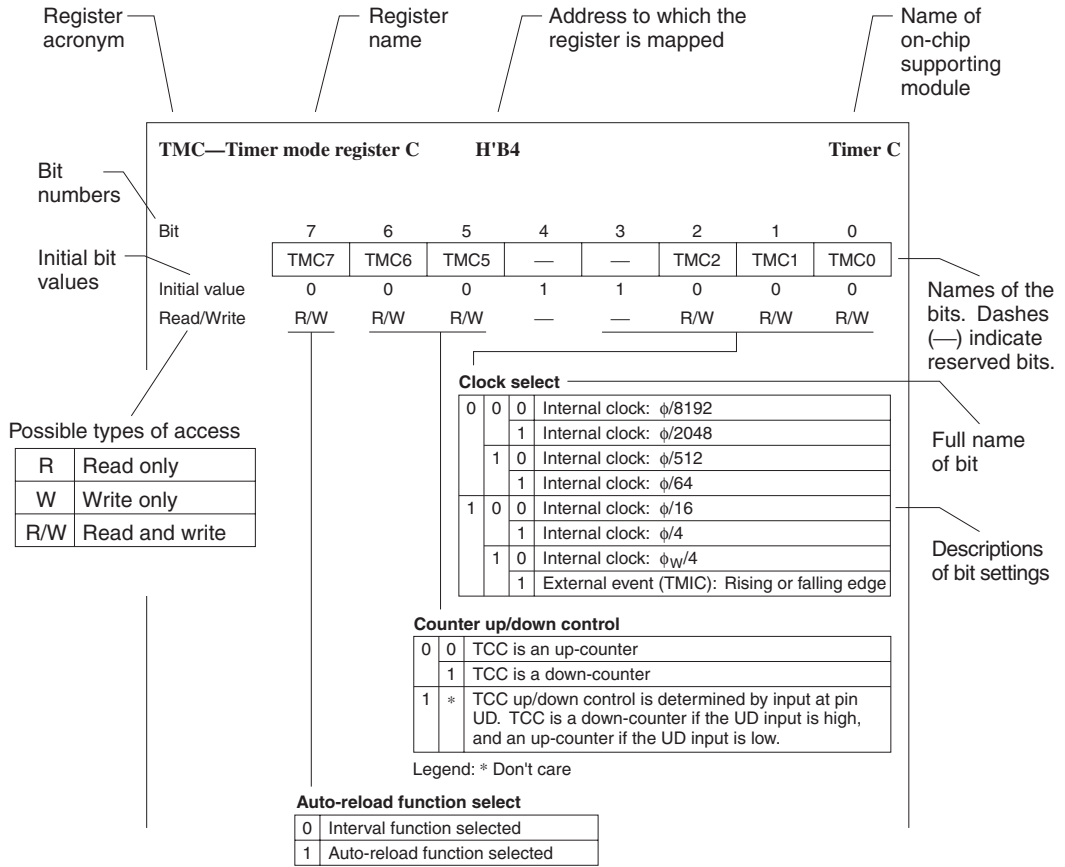 Register
acronym
Register
name
Address to which the
register is mapped
Name of
on-chip
supporting
module
TMC—Timer mode register C H'B4 Timer C
Bit
numbers
Bit 7 6 5 4 3 2 1 0
Initial bit
values
TMC7 TMC6 TMC5 — — TMC2 TMC1 TMC0
Initial value 0 0 0 1 1 0 0 0
Read/Write R/W R/W R/W — — R/W R/W R/W
Names of the
bits. Dashes
(—) indicate
reserved bits.
Possible types of access
R Read only
W Write only
R/W Read and write
Clock select
0 0 0 Internal clock: ϕ/8192
1 Internal clock: ϕ/2048
1 0 Internal clock: ϕ/512
1 Internal clock: ϕ/64
1 0 0 Internal clock: ϕ/16
1 Internal clock: ϕ/4
1 0 Internal clock: ϕW/4
1 External event (TMIC): Rising or falling edge
Full name
of bit
Descriptions
of bit settings
Counter up/down control
0 0 TCC is an up-counter
1 TCC is a down-counter
1 * TCC up/down control is determined by input at pin
UD. TCC is a down-counter if the UD input is high,
and an up-counter if the UD input is low.
Legend: * Don't care
Auto-reload function select
0 Interval function selected
1 Auto-reload function selected